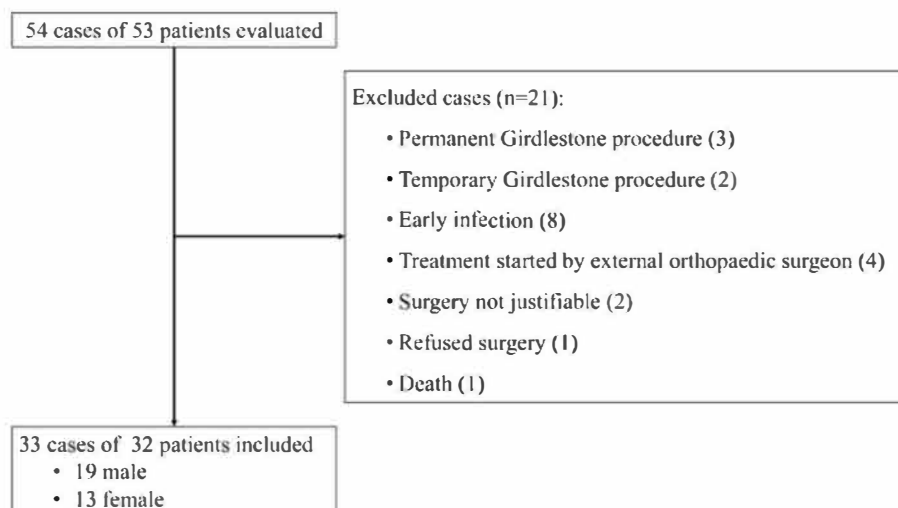 54 cases of 53 patients evaluated
Excluded cases (n=21):
• Permanent Girdlestone procedure (3)
• Temporary Girdlestone procedure (2)
• Early infection (8)
• Treatment started by external orthopaedic surgeon (4)
• Surgery not justifiable (2)
• Refused surgery (1)
• Death (1)
33 cases of 32 patients included
• 19 male
• 13 female